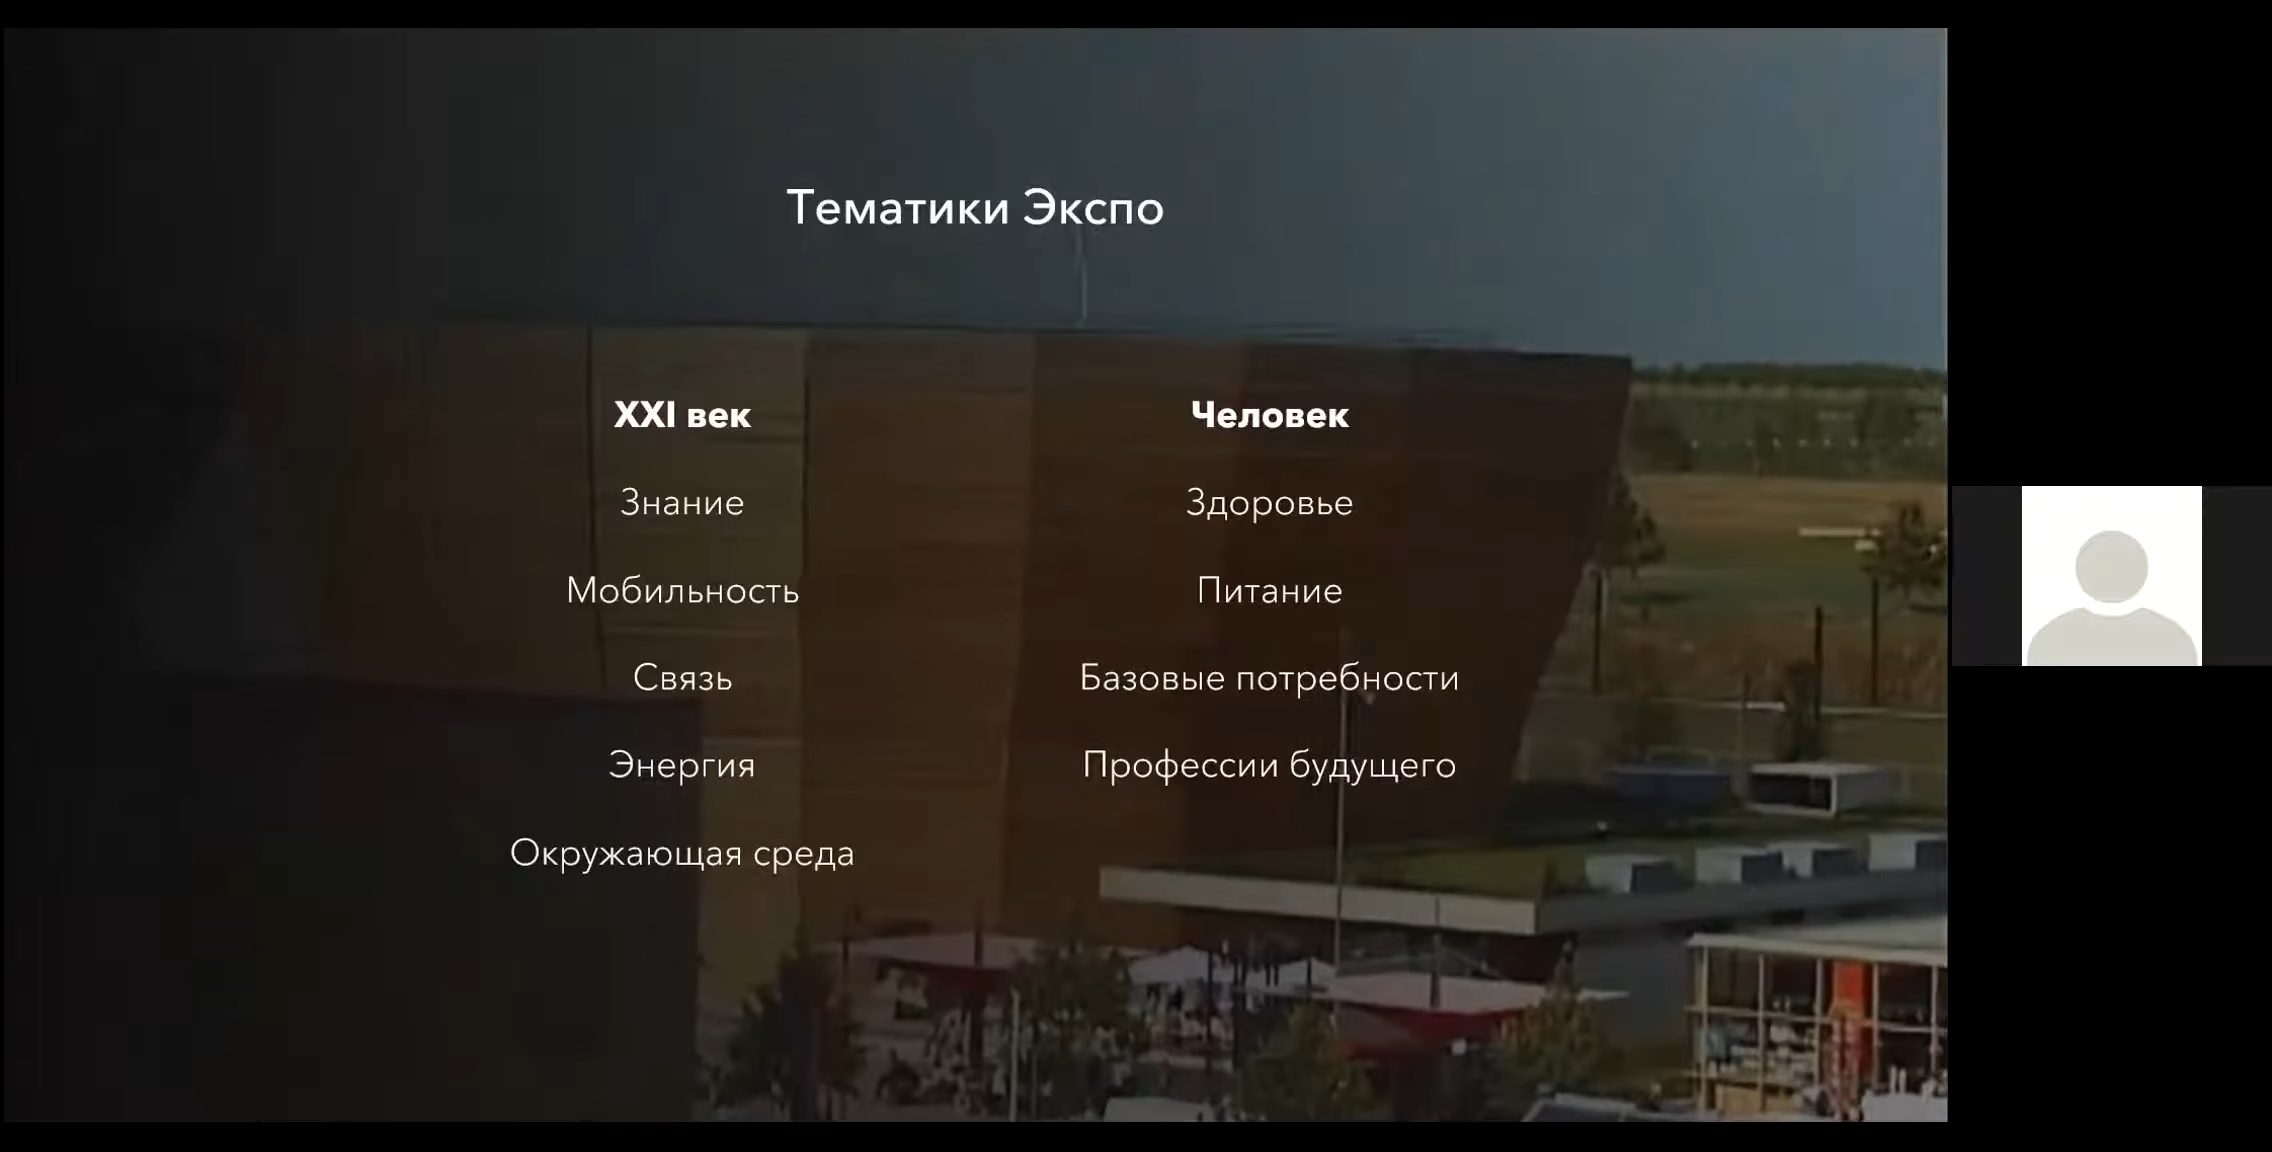 Тематики Экспо
XXI век
Знание
Мобильность
Связь
Энергия
Окружающая среда
Человек
Здоровье
Питание
Базовые потребности
Профессии будущего